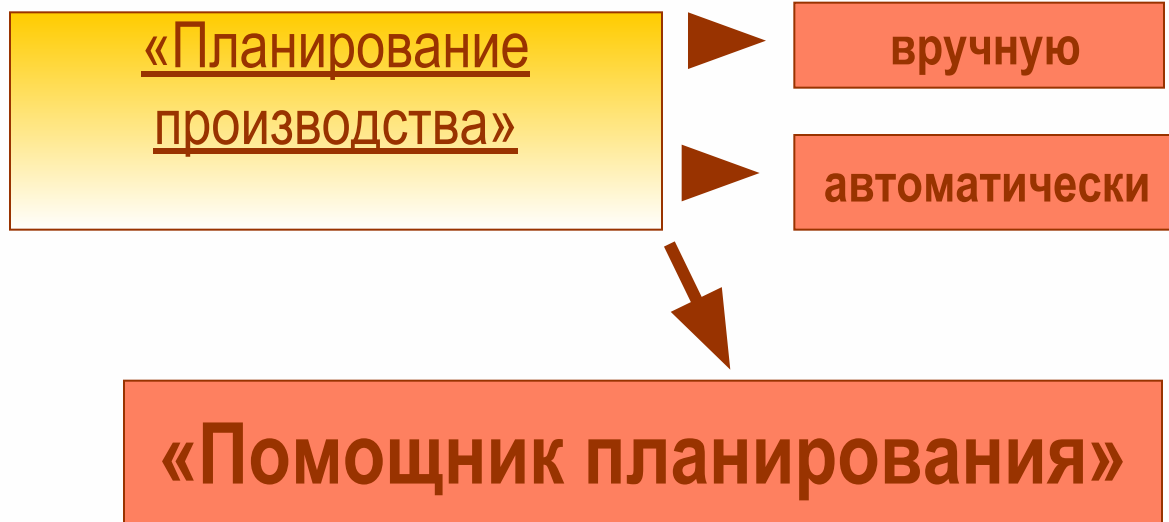 «Планирование
производства»
вручную
автоматически
«Помощник планирования»